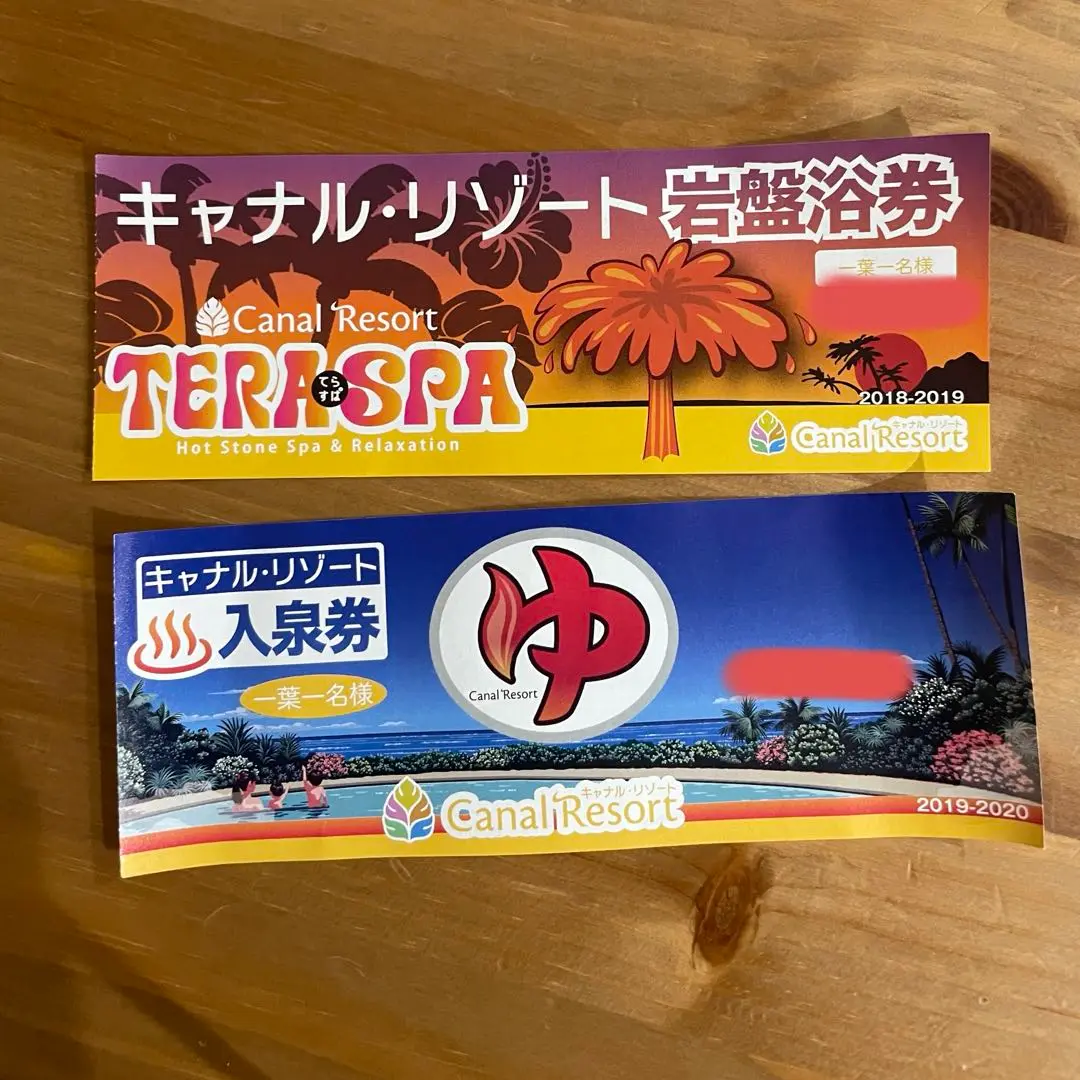 キャナル・リゾート 岩盤浴券
一葉一名様
Canal Resort
TERA SPA
てら
すぱ
Hot Stone Spa & Relaxation
2018-2019
キャナル・リゾート
Canal Resort
キャナル・リゾート
入泉券
一葉一名様
ゆ
Canal Resort
キャナル・リゾート
Canal Resort
2019-2020